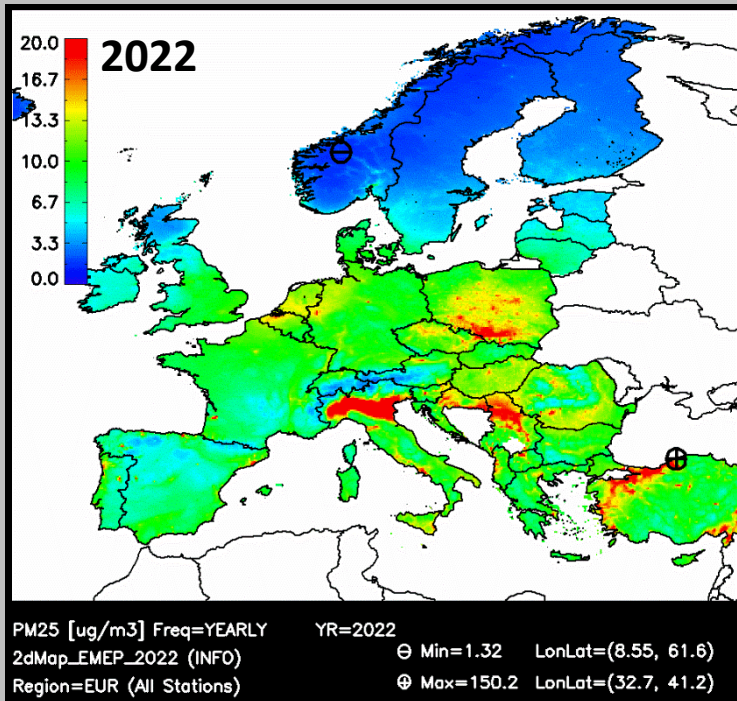 2022
20.0
16.7
13.3
10.0
6.7
3.3
0.0
PM25 [ug/m3] Freq=YEARLY YR=2022
2dMap_EMEP_2022 (INFO) ⊖ Min=1.32 LonLat=(8.55, 61.6)
Region=EUR (All Stations) ⊕ Max=150.2 LonLat=(32.7, 41.2)